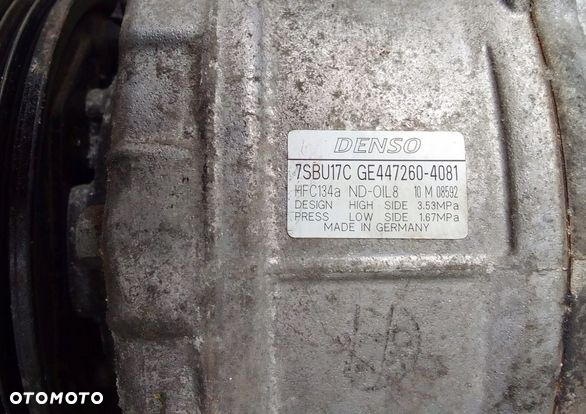 DENSO
7SBU17C GE447260-4081
HFC134a ND-OIL8 10 M 08592
DESIGN HIGH SIDE 3.53MPa
PRESS LOW SIDE 1.67MPa
MADE IN GERMANY
OTOMOTO